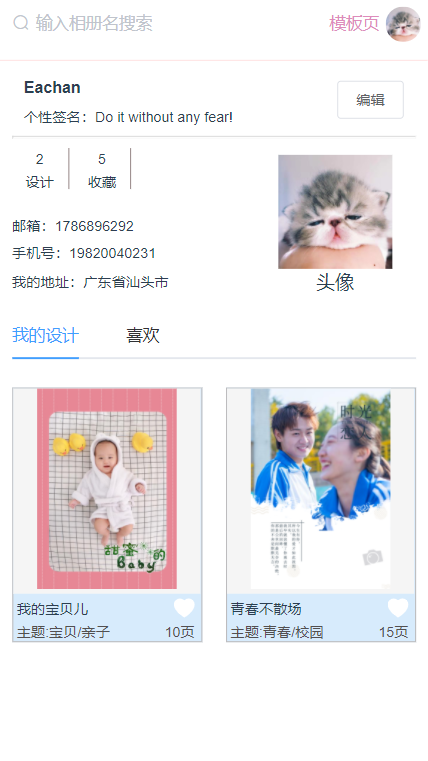 输入相册名搜索
模板页
Eachan
编辑
个性签名：Do it without any fear!
2
5
设计
收藏
邮箱：1786896292
手机号：19820040231
我的地址：广东省汕头市
头像
我的设计
喜欢
甜蜜的
Baby
时光
我的宝贝儿
主题:宝贝/亲子
10页
青春不散场
主题:青春/校园
15页